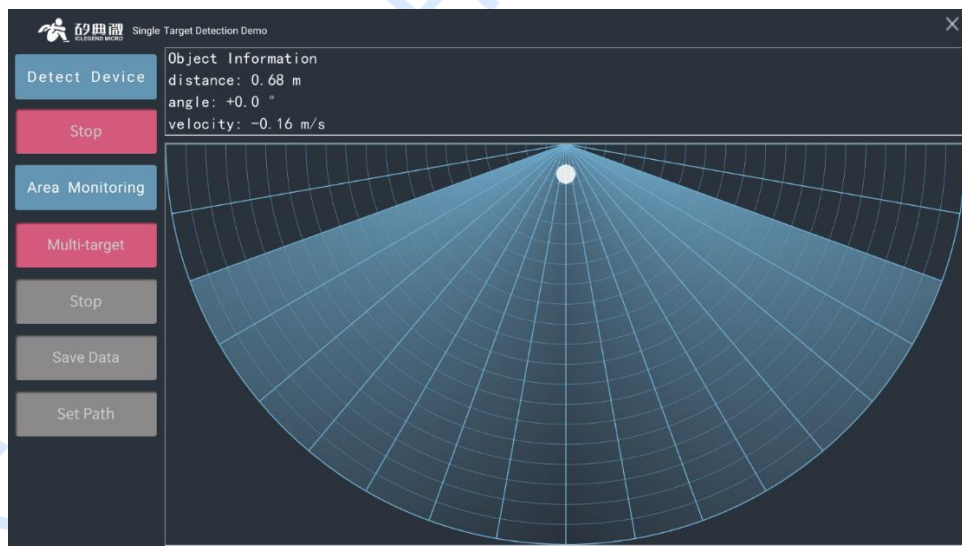 矽典微 Single Target Detection Demo
ICLEGEND MICRO
Object Information
distance: 0.68 m
angle: +0.0 °
velocity: -0.16 m/s
Detect Device
Stop
Area Monitoring
Multi-target
Stop
Save Data
Set Path